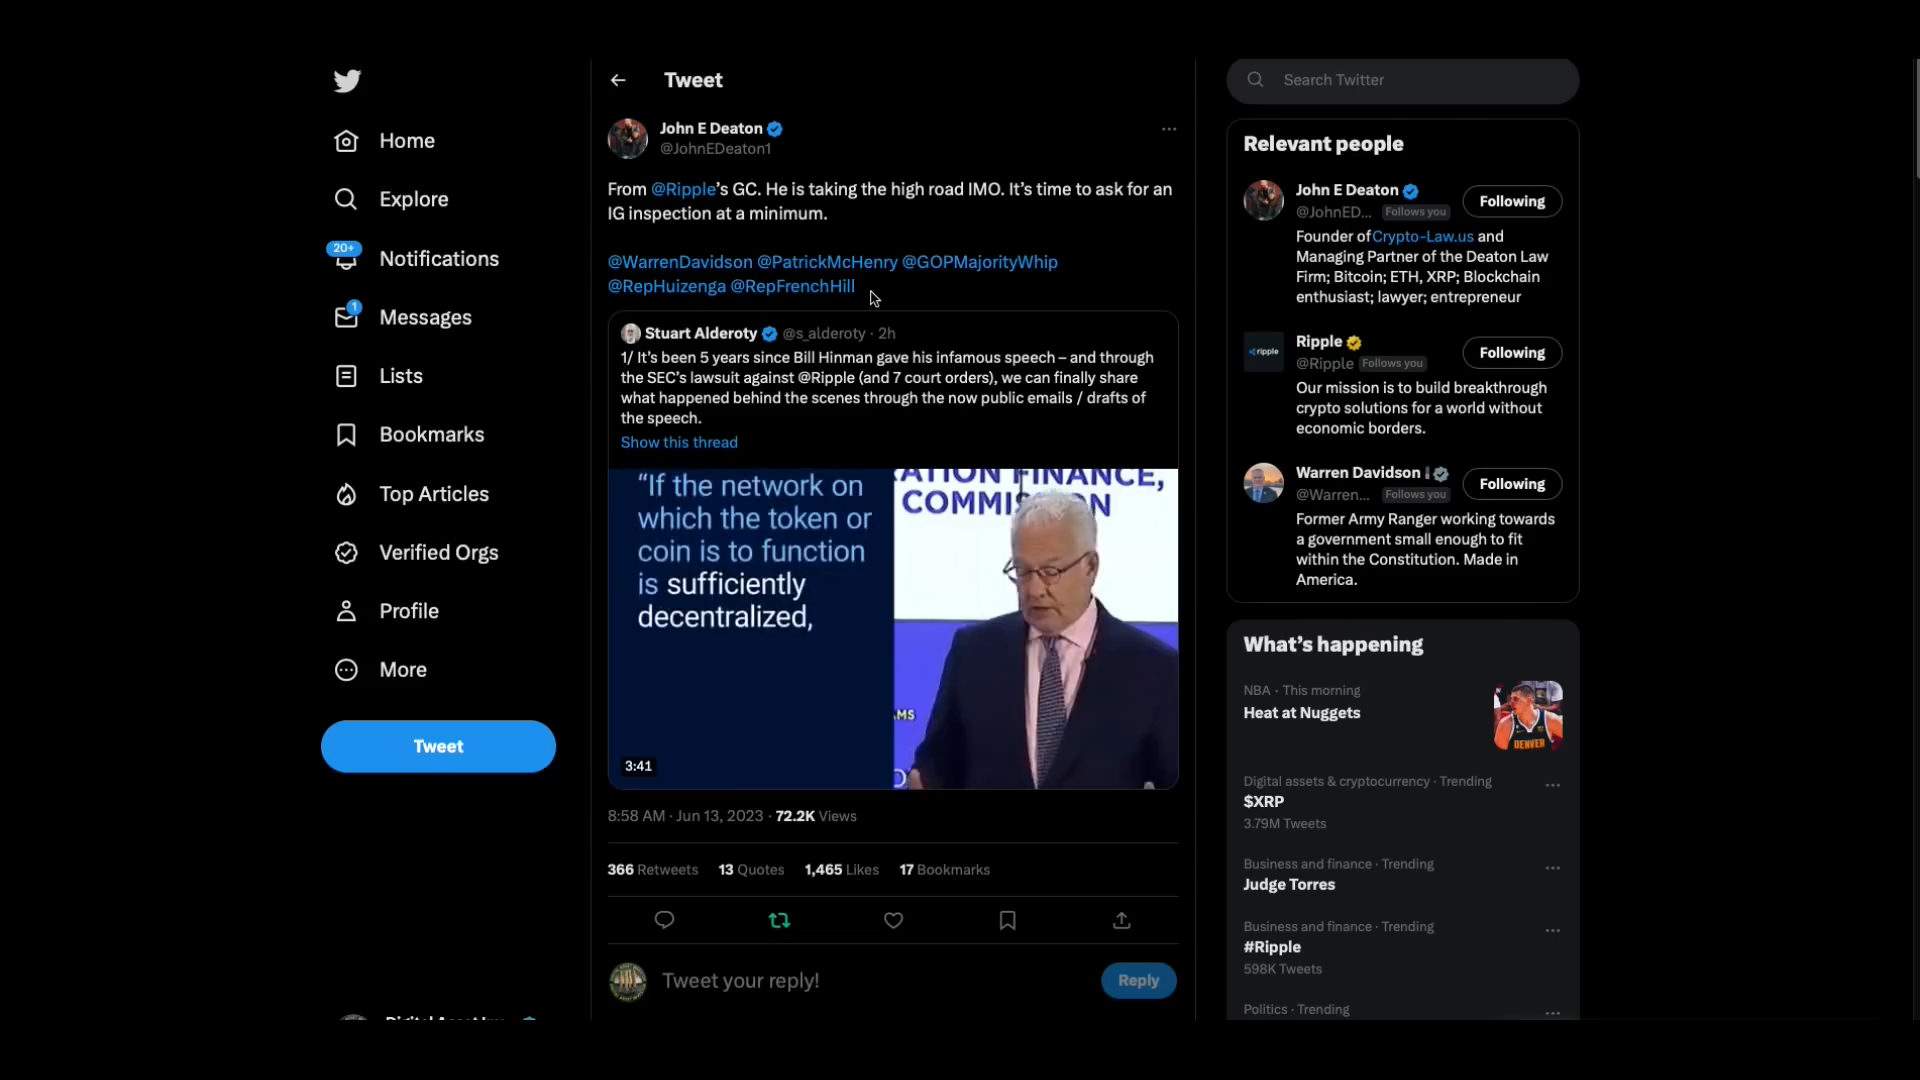 Tweet
Search Twitter
Home
Explore
20+
Notifications
1
Messages
Lists
Bookmarks
Top Articles
Verified Orgs
Profile
More
Tweet
John E Deaton
@JohnEDeaton1
From @Ripple’s GC. He is taking the high road IMO. It’s time to ask for an
IG inspection at a minimum.
@WarrenDavidson @PatrickMcHenry @GOPMajorityWhip
@RepHuizenga @RepFrenchHill
Stuart Alderoty @s_alderoty · 2h
1/ It’s been 5 years since Bill Hinman gave his infamous speech – and through
the SEC’s lawsuit against @Ripple (and 7 court orders), we can finally share
what happened behind the scenes through the now public emails / drafts of
the speech.
Show this thread
“If the network on
which the token or
coin is to function
is sufficiently
decentralized,
FINANCE,
3:41
8:58 AM · Jun 13, 2023 · 72.2K Views
366 Retweets 13 Quotes 1,465 Likes 17 Bookmarks
Tweet your reply!
Reply
Relevant people
John E Deaton
@JohnED... Follows you
Following
Founder of Crypto-Law.us and
Managing Partner of the Deaton Law
Firm; Bitcoin; ETH, XRP; Blockchain
enthusiast; lawyer; entrepreneur
ripple
Ripple
@Ripple Follows you
Following
Our mission is to build breakthrough
crypto solutions for a world without
economic borders.
Warren Davidson
@Warren... Follows you
Following
Former Army Ranger working towards
a government small enough to fit
within the Constitution. Made in
America.
What’s happening
NBA · This morning
Heat at Nuggets
DENVER
Digital assets & cryptocurrency · Trending
$XRP
3.79M Tweets
Business and finance · Trending
Judge Torres
Business and finance · Trending
#Ripple
598K Tweets
Politics · Trending